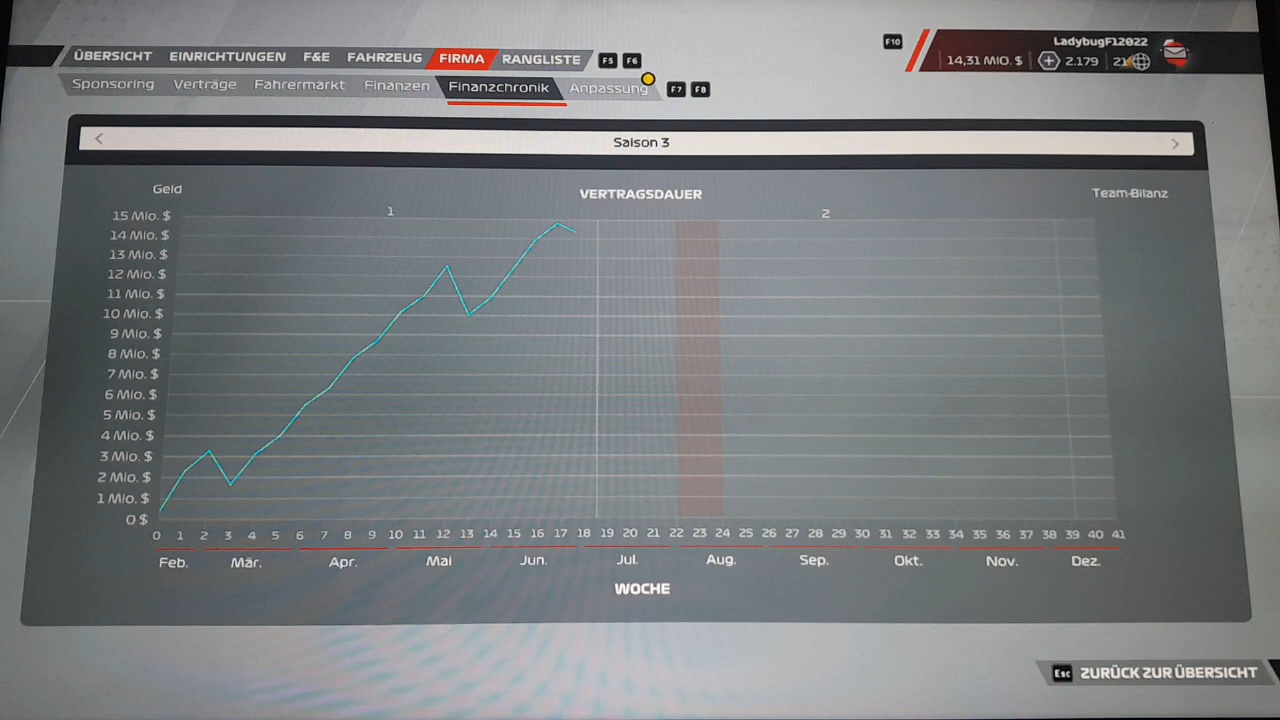 ÜBERSICHT EINRICHTUNGEN F&E FAHRZEUG FIRMA RANGLISTE F5 F6
F10 LadybugF12022
14,31 MIO. $ 2.179
Sponsoring Verträge Fahrermarkt Finanzen Finanzchronik Anpassung F7 F8
< Saison 3 >
Geld VERTRAGSDAUER Team-Bilanz
1 2
15 Mio. $
14 Mio. $
13 Mio. $
12 Mio. $
11 Mio. $
10 Mio. $
9 Mio. $
8 Mio. $
7 Mio. $
6 Mio. $
5 Mio. $
4 Mio. $
3 Mio. $
2 Mio. $
1 Mio. $
0 $
0 1 2 3 4 5 6 7 8 9 10 11 12 13 14 15 16 17 18 19 20 21 22 23 24 25 26 27 28 29 30 31 32 33 34 35 36 37 38 39 40 41
Feb. Mär. Apr. Mai Jun. Jul. Aug. Sep. Okt. Nov. Dez.
WOCHE
Esc ZURÜCK ZUR ÜBERSICHT